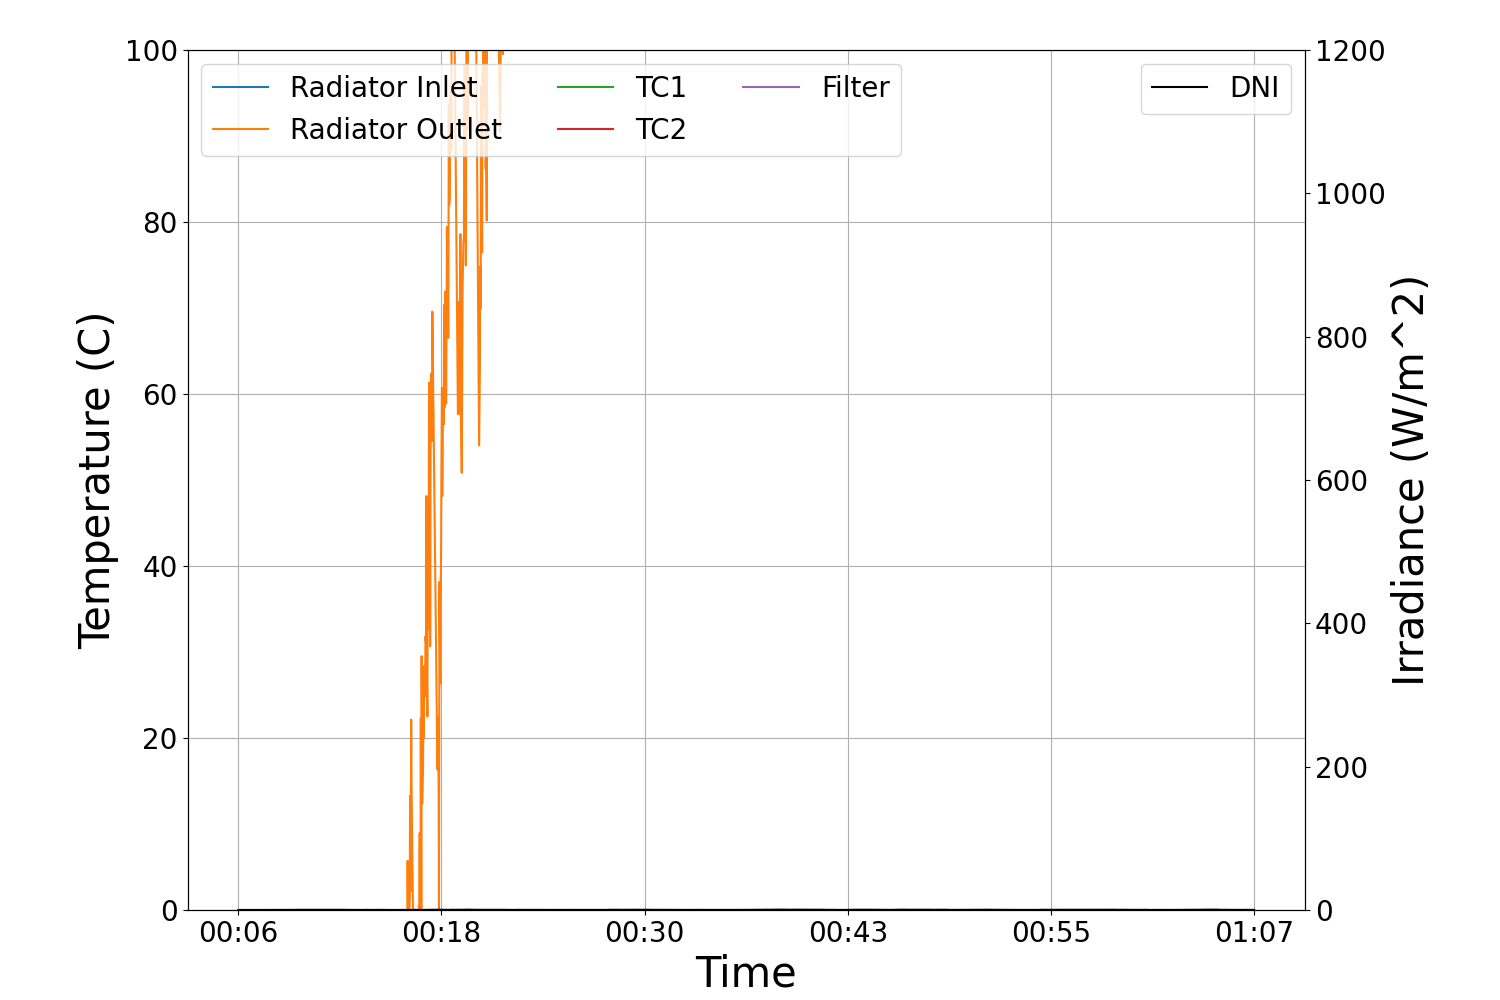 Temperature (C)
100
80
60
40
20
0
Radiator Inlet
Radiator Outlet
TC1
TC2
Filter
DNI
1200
1000
800
600
400
200
0
Irradiance (W/m^2)
00:06 00:18 00:30 00:43 00:55 01:07
Time